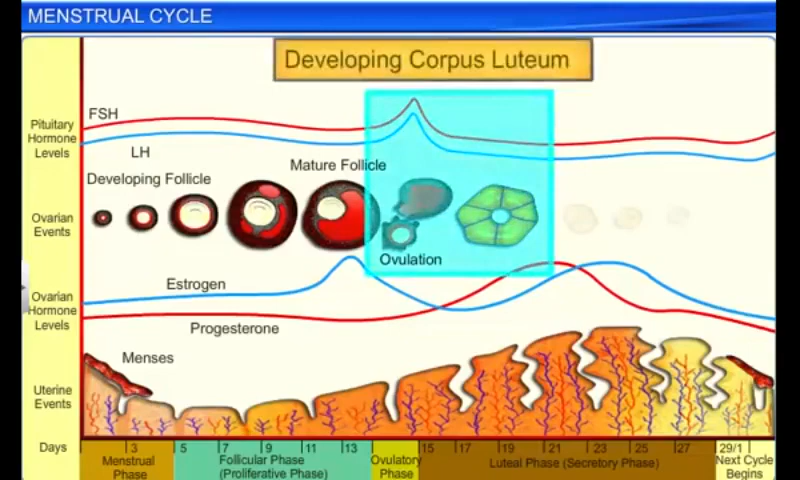 MENSTRUAL CYCLE
Developing Corpus Luteum
Pituitary
Hormone
Levels
FSH
LH
Developing Follicle
Mature Follicle
Ovarian
Events
Ovulation
Ovarian
Hormone
Levels
Estrogen
Progesterone
Menses
Uterine
Events
Days 3 5 7 9 11 13 15 17 19 21 23 25 27 29/1
Menstrual
Phase
Follicular Phase
(Proliferative Phase)
Ovulatory
Phase
Luteal Phase (Secretory Phase)
Next Cycle
Begins